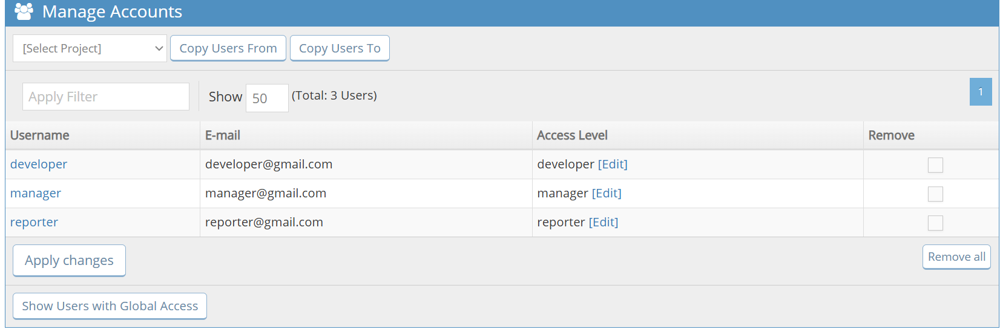 Manage Accounts
[Select Project] Copy Users From Copy Users To
Apply Filter Show 50 (Total: 3 Users) 1
Username E-mail Access Level Remove
developer developer@gmail.com developer [Edit]
manager manager@gmail.com manager [Edit]
reporter reporter@gmail.com reporter [Edit]
Apply changes Remove all
Show Users with Global Access